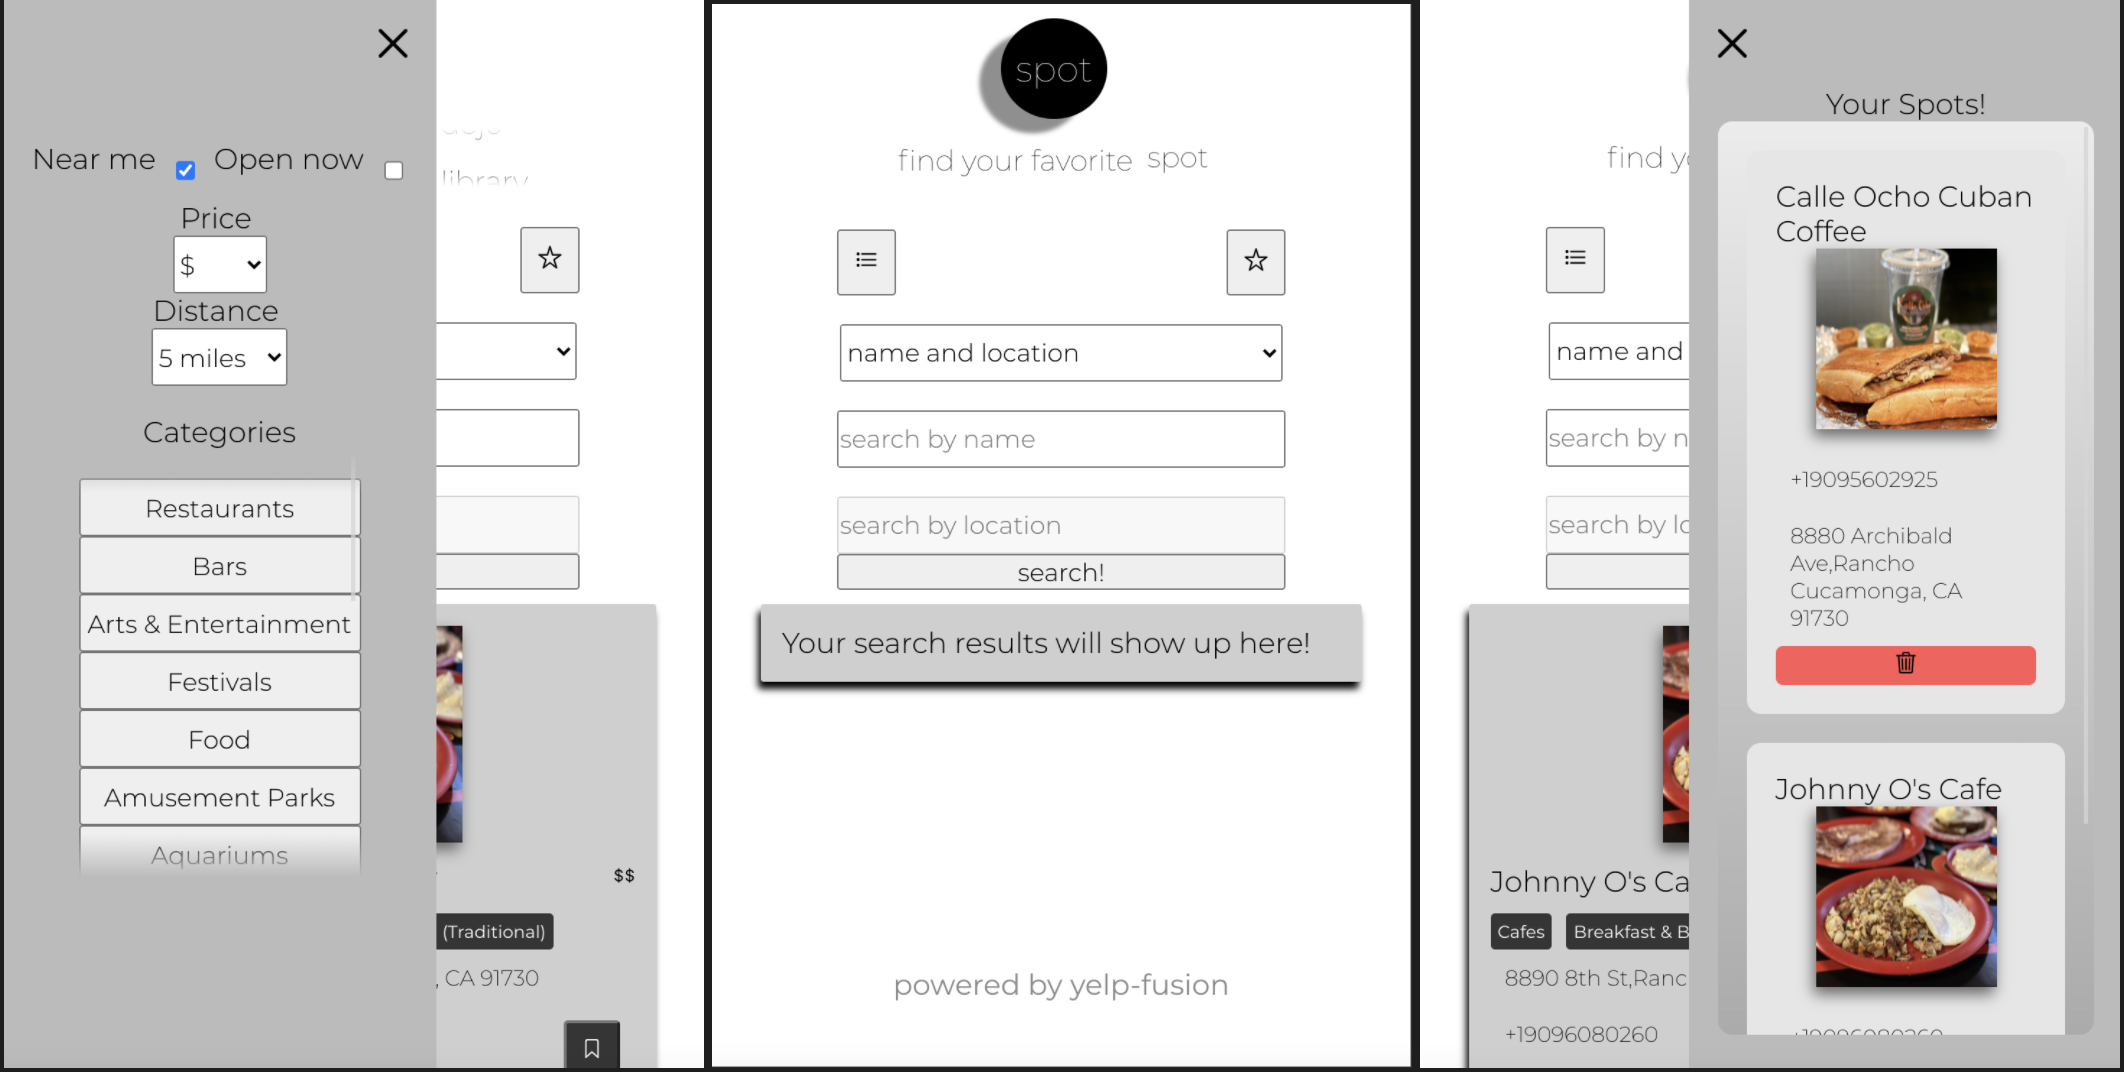 Near me Open now
Price
$
Distance
5 miles
Categories
Restaurants
Bars
Arts & Entertainment
Festivals
Food
Amusement Parks
Aquariums
library
$$
(Traditional)
, CA 91730
spot
find your favorite spot
name and location
search by name
search by location
search!
Your search results will show up here!
powered by yelp-fusion
find yo
name and
search by n
search by lo
Johnny O's Ca
Cafes Breakfast & B
8890 8th St,Ranc
+19096080260
Your Spots!
Calle Ocho Cuban
Coffee
+19095602925
8880 Archibald
Ave,Rancho
Cucamonga, CA
91730
Johnny O's Cafe
+19096080260